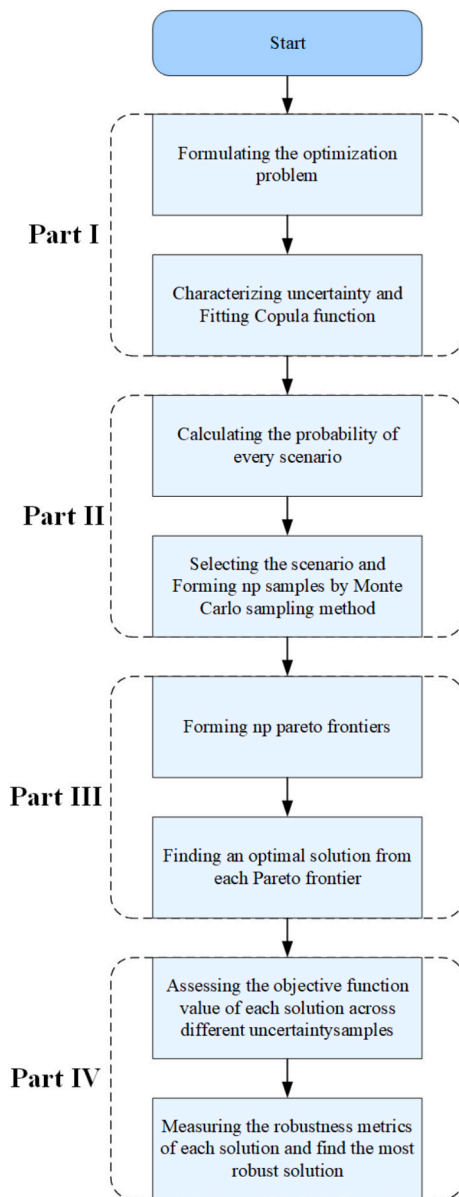 Start
Formulating the optimization
problem
Part I
Characterizing uncertainty and
Fitting Copula function
Calculating the probability of
every scenario
Part II
Selecting the scenario and
Forming np samples by Monte
Carlo sampling method
Forming np pareto frontiers
Part III
Finding an optimal solution from
each Pareto frontier
Assessing the objective function
value of each solution across
different uncertaintysamples
Part IV
Measuring the robustness metrics
of each solution and find the most
robust solution